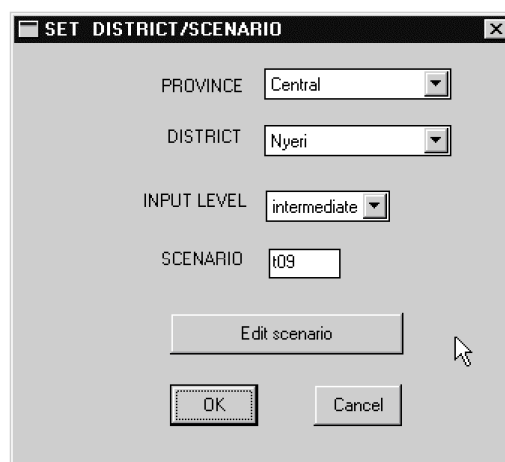 SET DISTRICT/SCENARIO
PROVINCE Central
DISTRICT Nyeri
INPUT LEVEL intermediate
SCENARIO t09
Edit scenario
OK Cancel